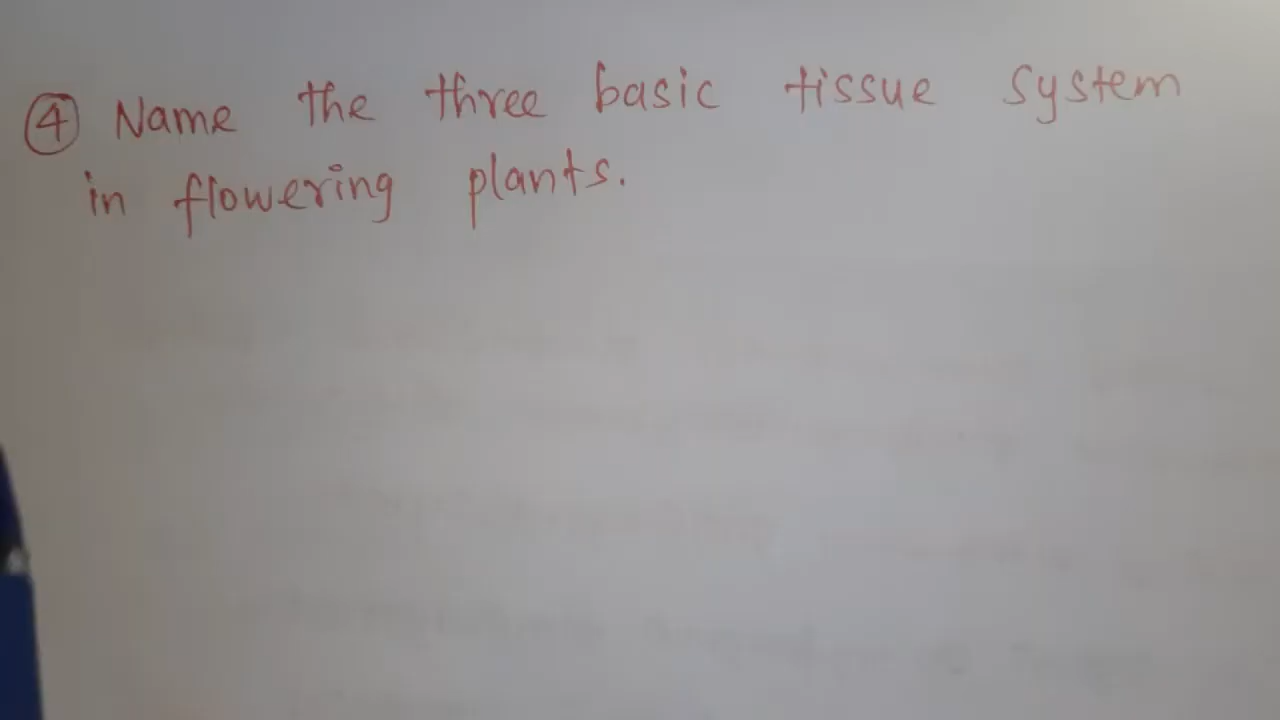 ④ Name the three basic tissue system
in flowering plants.